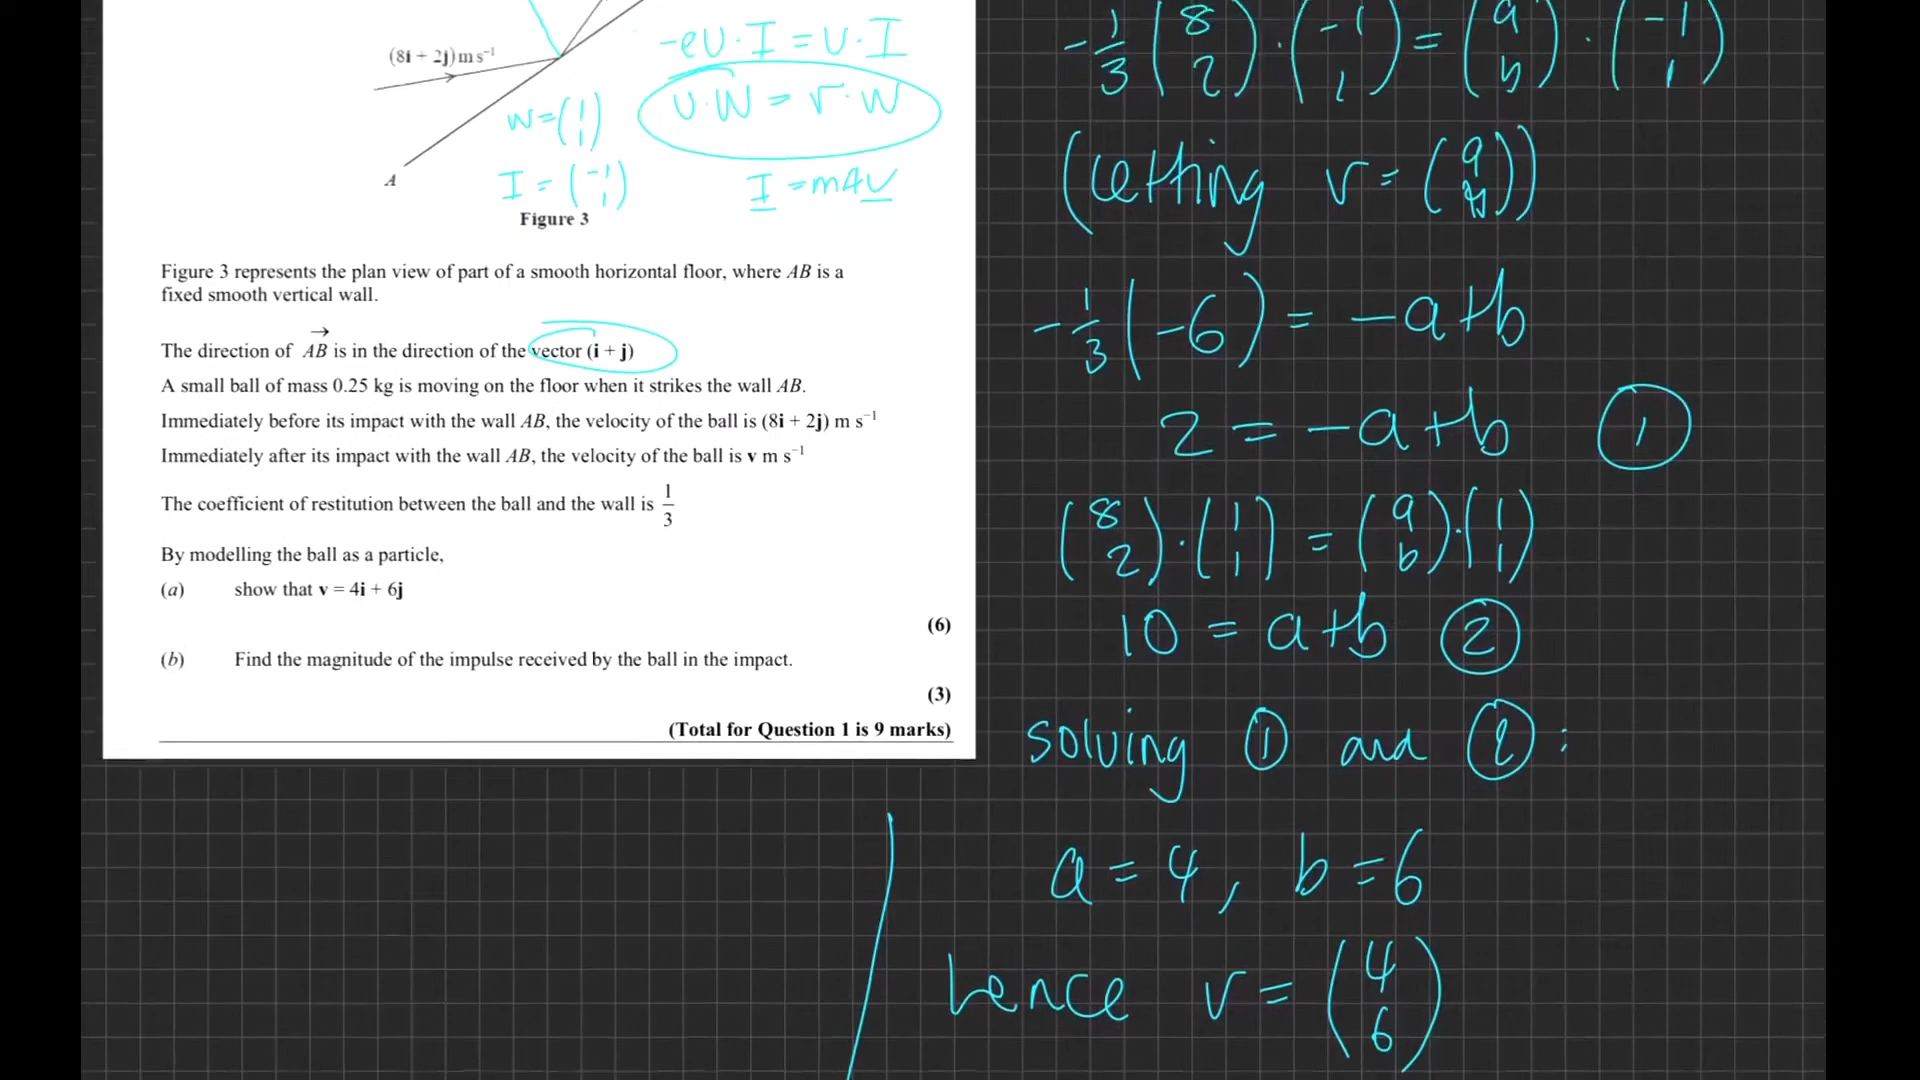 (8i + 2j) m s⁻¹
-eu · I = v · I
u · w = v · w
w = (1 1)
I = (-1 1)
I = mΔv
A
Figure 3
Figure 3 represents the plan view of part of a smooth horizontal floor, where AB is a
fixed smooth vertical wall.
The direction of AB→ is in the direction of the vector (i + j)
A small ball of mass 0.25 kg is moving on the floor when it strikes the wall AB.
Immediately before its impact with the wall AB, the velocity of the ball is (8i + 2j) m s⁻¹
Immediately after its impact with the wall AB, the velocity of the ball is v m s⁻¹
The coefficient of restitution between the ball and the wall is 1/3
By modelling the ball as a particle,
(a) show that v = 4i + 6j
(6)
(b) Find the magnitude of the impulse received by the ball in the impact.
(3)
(Total for Question 1 is 9 marks)
-1/3 (8 2) · (-1 1) = (a b) · (-1 1)
(letting v = (a b))
-1/3 (-6) = -a+b
2 = -a+b ①
(8 2) · (1 1) = (a b) · (1 1)
10 = a+b ②
solving ① and ② :
a = 4, b = 6
hence v = (4 6)